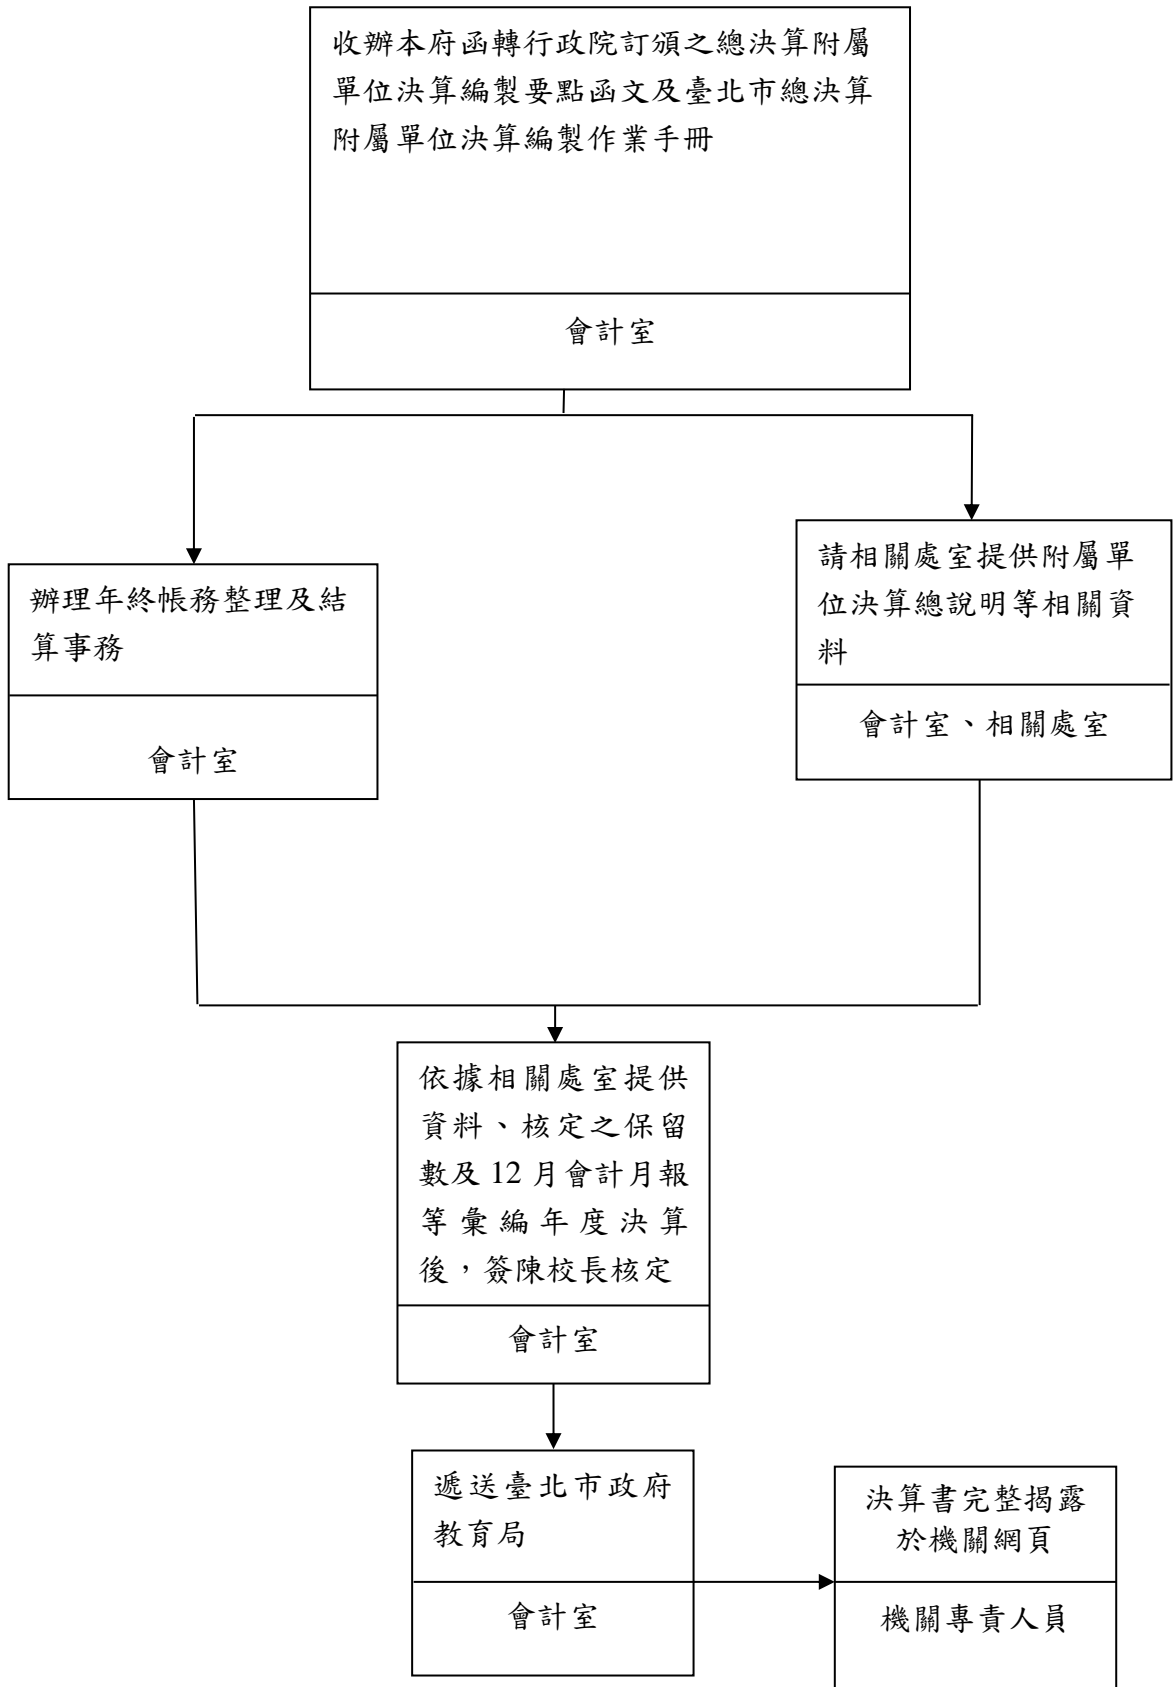 收辦本府函轉行政院訂頒之總決算附屬
單位決算編製要點函文及臺北市總決算
附屬單位決算編製作業手冊
會計室
請相關處室提供附屬單
位決算總說明等相關資
料
會計室、相關處室
辦理年終帳務整理及結
算事務
會計室
依據相關處室提供
資料、核定之保留
數及 12 月會計月報
等彙編年度決算
後，簽陳校長核定
會計室
遞送臺北市政府
教育局
會計室
決算書完整揭露
於機關網頁
機關專責人員